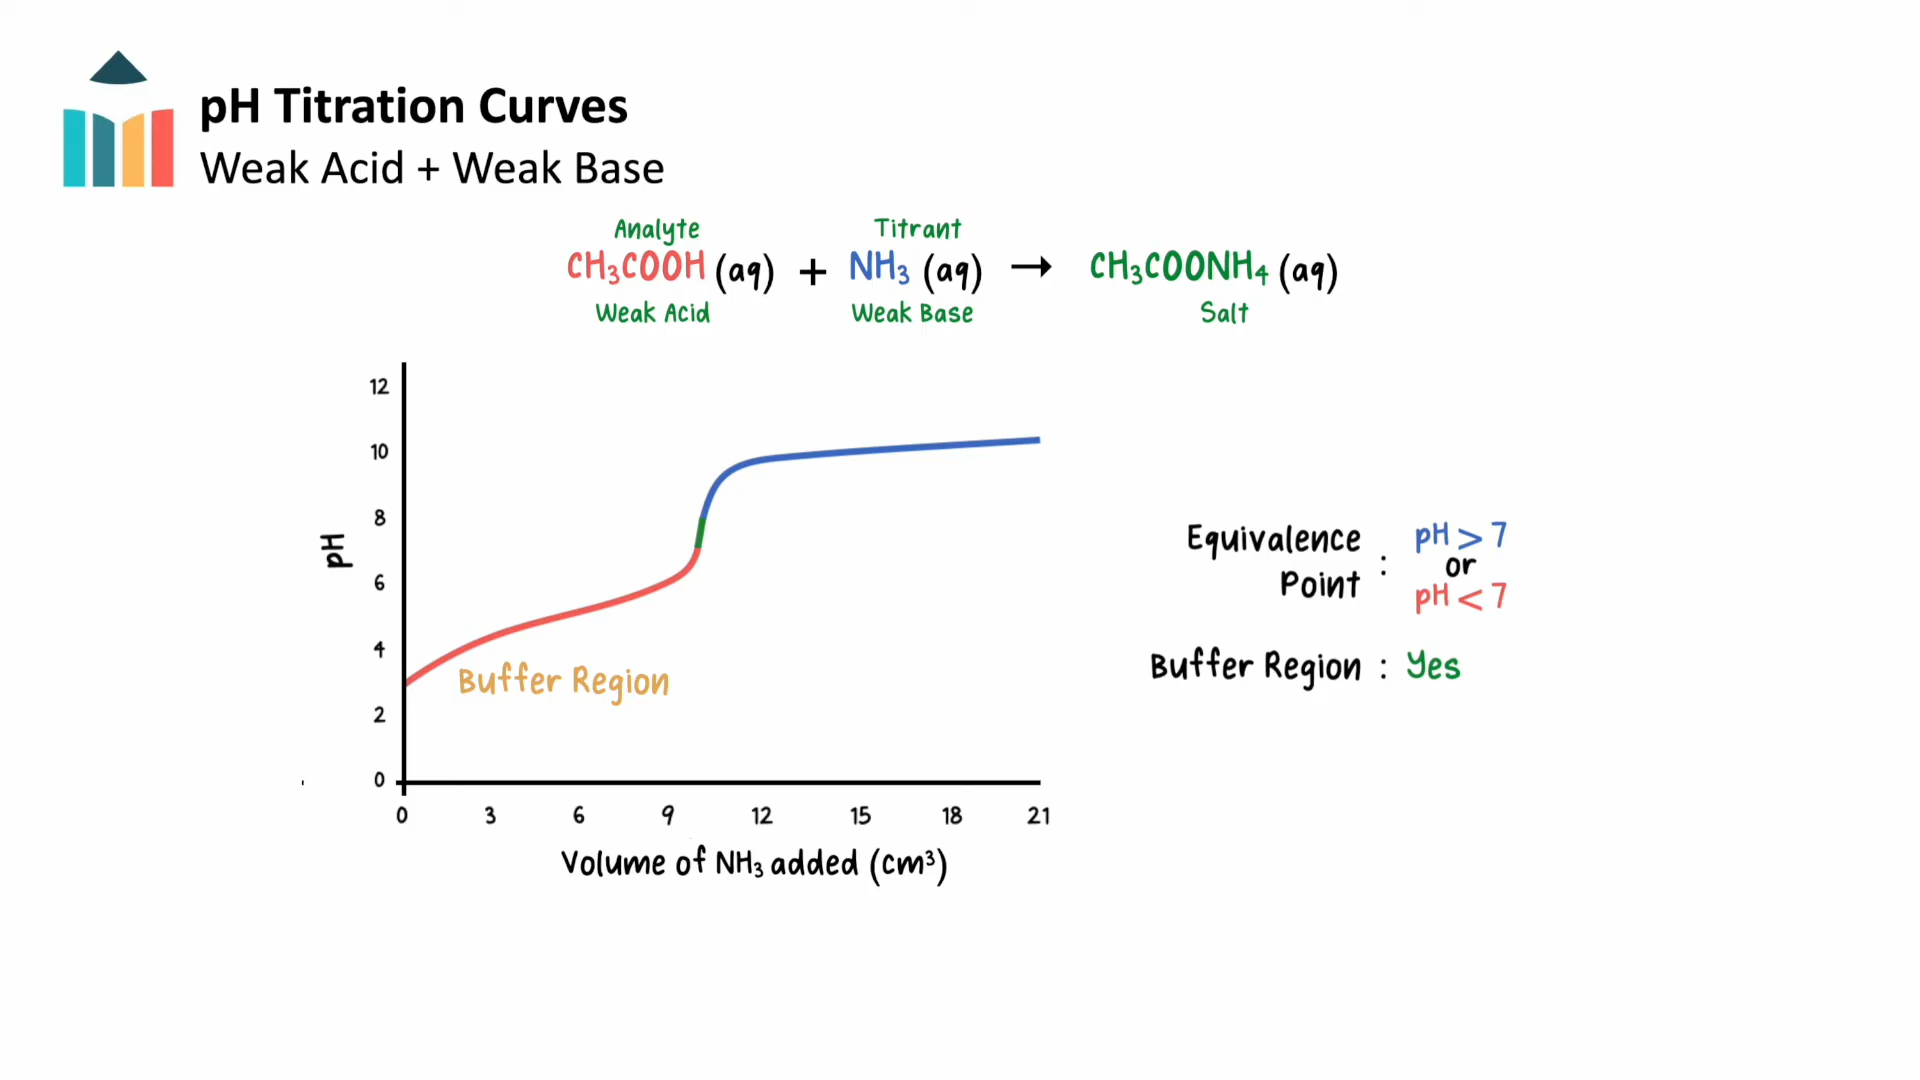 pH Titration Curves
Weak Acid + Weak Base
Analyte Titrant
CH₃COOH (aq) + NH₃ (aq) → CH₃COONH₄ (aq)
Weak Acid Weak Base Salt
12
10
8
6
4
2
0
pH
Buffer Region
0 3 6 9 12 15 18 21
Volume of NH₃ added (cm³)
Equivalence Point : pH > 7
or
pH < 7
Buffer Region : Yes